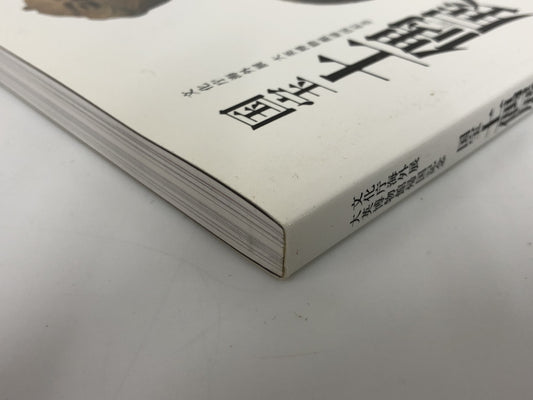 文化庁海外展 大英博物館帰国記念
国宝 土偶展
文化庁海外展
大英博物館帰国記念
国宝 土偶